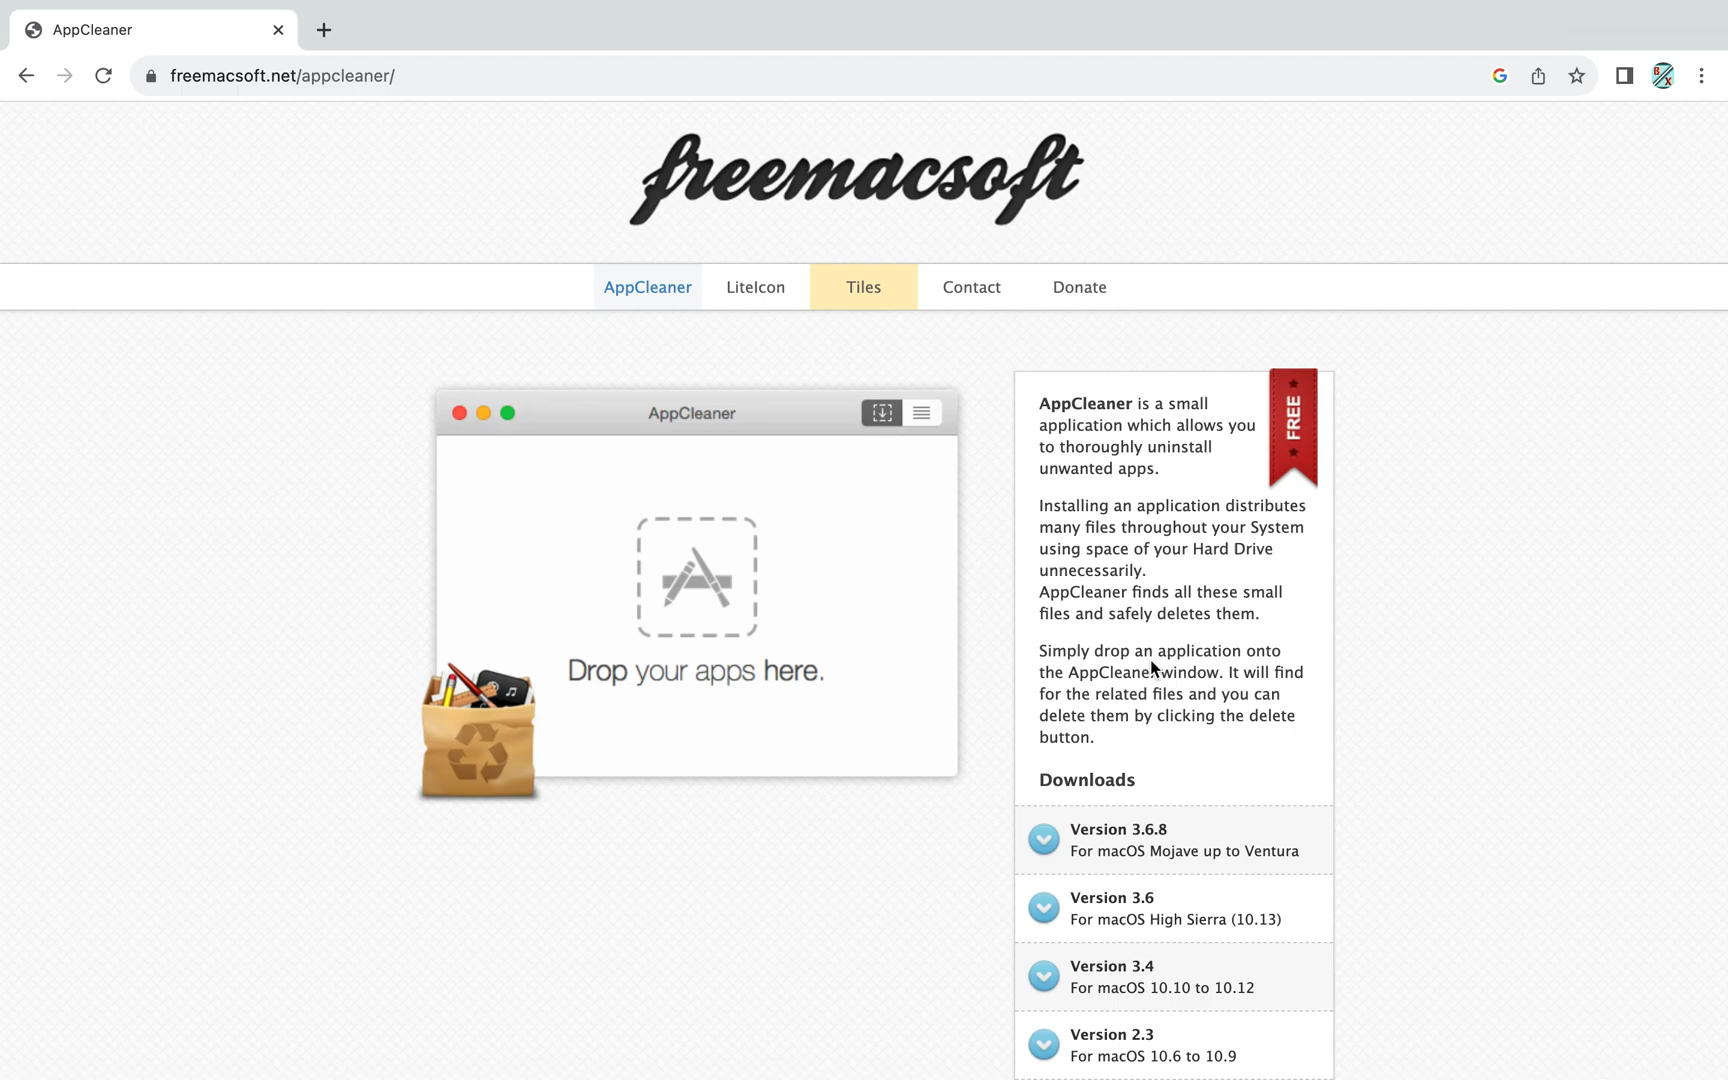 AppCleaner
freemacsoft.net/appcleaner/
freemacsoft
AppCleaner LiteIcon Tiles Contact Donate
AppCleaner
Drop your apps here.
FREE
AppCleaner is a small
application which allows you
to thoroughly uninstall
unwanted apps.
Installing an application distributes
many files throughout your System
using space of your Hard Drive
unnecessarily.
AppCleaner finds all these small
files and safely deletes them.
Simply drop an application onto
the AppCleaner window. It will find
for the related files and you can
delete them by clicking the delete
button.
Downloads
Version 3.6.8
For macOS Mojave up to Ventura
Version 3.6
For macOS High Sierra (10.13)
Version 3.4
For macOS 10.10 to 10.12
Version 2.3
For macOS 10.6 to 10.9